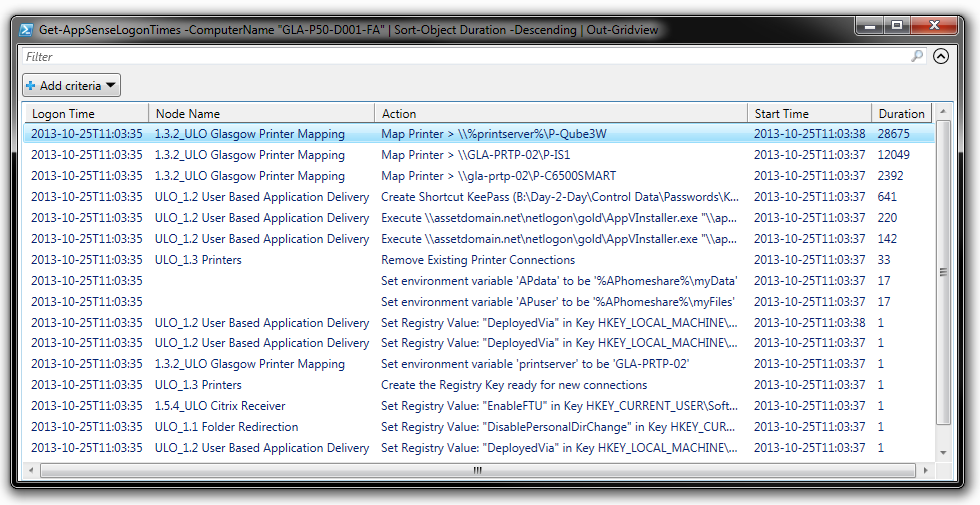 Get-AppSenseLogonTimes -ComputerName "GLA-P50-D001-FA" | Sort-Object Duration -Descending | Out-Gridview
Filter
Add criteria
Logon Time Node Name Action Start Time Duration
2013-10-25T11:03:35 1.3.2_ULO Glasgow Printer Mapping Map Printer > \\%printserver%\P-Qube3W 2013-10-25T11:03:38 28675
2013-10-25T11:03:35 1.3.2_ULO Glasgow Printer Mapping Map Printer > \\GLA-PRTP-02\P-IS1 2013-10-25T11:03:37 12049
2013-10-25T11:03:35 1.3.2_ULO Glasgow Printer Mapping Map Printer > \\gla-prtp-02\P-C6500SMART 2013-10-25T11:03:37 2392
2013-10-25T11:03:35 ULO_1.2 User Based Application Delivery Create Shortcut KeePass (B:\Day-2-Day\Control Data\Passwords\K... 2013-10-25T11:03:37 641
2013-10-25T11:03:35 ULO_1.2 User Based Application Delivery Execute \\assetdomain.net\netlogon\gold\AppVInstaller.exe "\\ap... 2013-10-25T11:03:37 220
2013-10-25T11:03:35 ULO_1.2 User Based Application Delivery Execute \\assetdomain.net\netlogon\gold\AppVInstaller.exe "\\ap... 2013-10-25T11:03:37 142
2013-10-25T11:03:35 ULO_1.3 Printers Remove Existing Printer Connections 2013-10-25T11:03:37 33
2013-10-25T11:03:35 Set environment variable 'APdata' to be '%APhomeshare%\myData' 2013-10-25T11:03:37 17
2013-10-25T11:03:35 Set environment variable 'APuser' to be '%APhomeshare%\myFiles' 2013-10-25T11:03:37 17
2013-10-25T11:03:35 ULO_1.2 User Based Application Delivery Set Registry Value: "DeployedVia" in Key HKEY_LOCAL_MACHINE\... 2013-10-25T11:03:38 1
2013-10-25T11:03:35 ULO_1.2 User Based Application Delivery Set Registry Value: "DeployedVia" in Key HKEY_LOCAL_MACHINE\... 2013-10-25T11:03:37 1
2013-10-25T11:03:35 1.3.2_ULO Glasgow Printer Mapping Set environment variable 'printserver' to be 'GLA-PRTP-02' 2013-10-25T11:03:37 1
2013-10-25T11:03:35 ULO_1.3 Printers Create the Registry Key ready for new connections 2013-10-25T11:03:37 1
2013-10-25T11:03:35 1.5.4_ULO Citrix Receiver Set Registry Value: "EnableFTU" in Key HKEY_CURRENT_USER\Soft... 2013-10-25T11:03:37 1
2013-10-25T11:03:35 ULO_1.1 Folder Redirection Set Registry Value: "DisablePersonalDirChange" in Key HKEY_CUR... 2013-10-25T11:03:37 1
2013-10-25T11:03:35 ULO_1.2 User Based Application Delivery Set Registry Value: "DeployedVia" in Key HKEY_LOCAL_MACHINE\... 2013-10-25T11:03:37 1